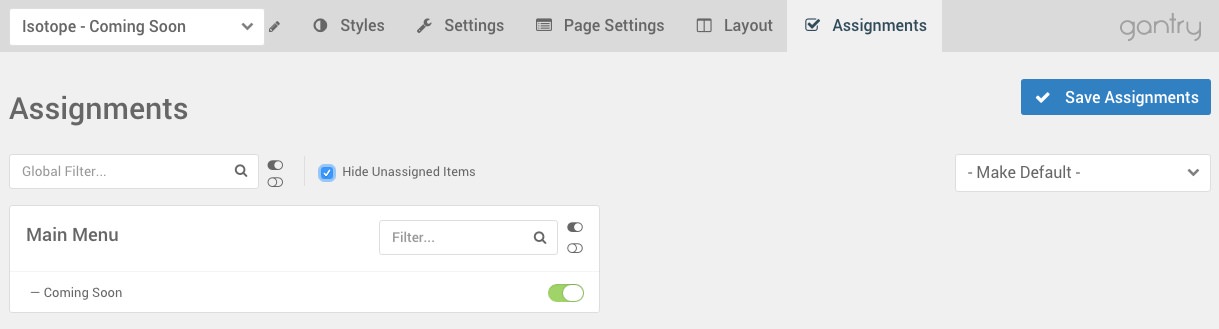 Isotope - Coming Soon Styles Settings Page Settings Layout Assignments gantry
Assignments
Save Assignments
Global Filter...
Hide Unassigned Items
- Make Default -
Main Menu
Filter...
— Coming Soon